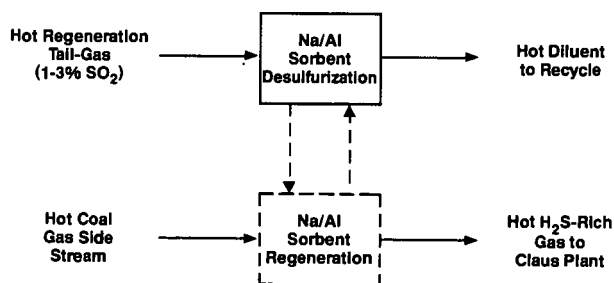 Hot Regeneration
Tail-Gas
(1-3% SO₂)
Na/Al
Sorbent
Desulfurization
Hot Diluent
to Recycle
Hot Coal
Gas Side
Stream
Na/Al
Sorbent
Regeneration
Hot H₂S-Rich
Gas to
Claus Plant